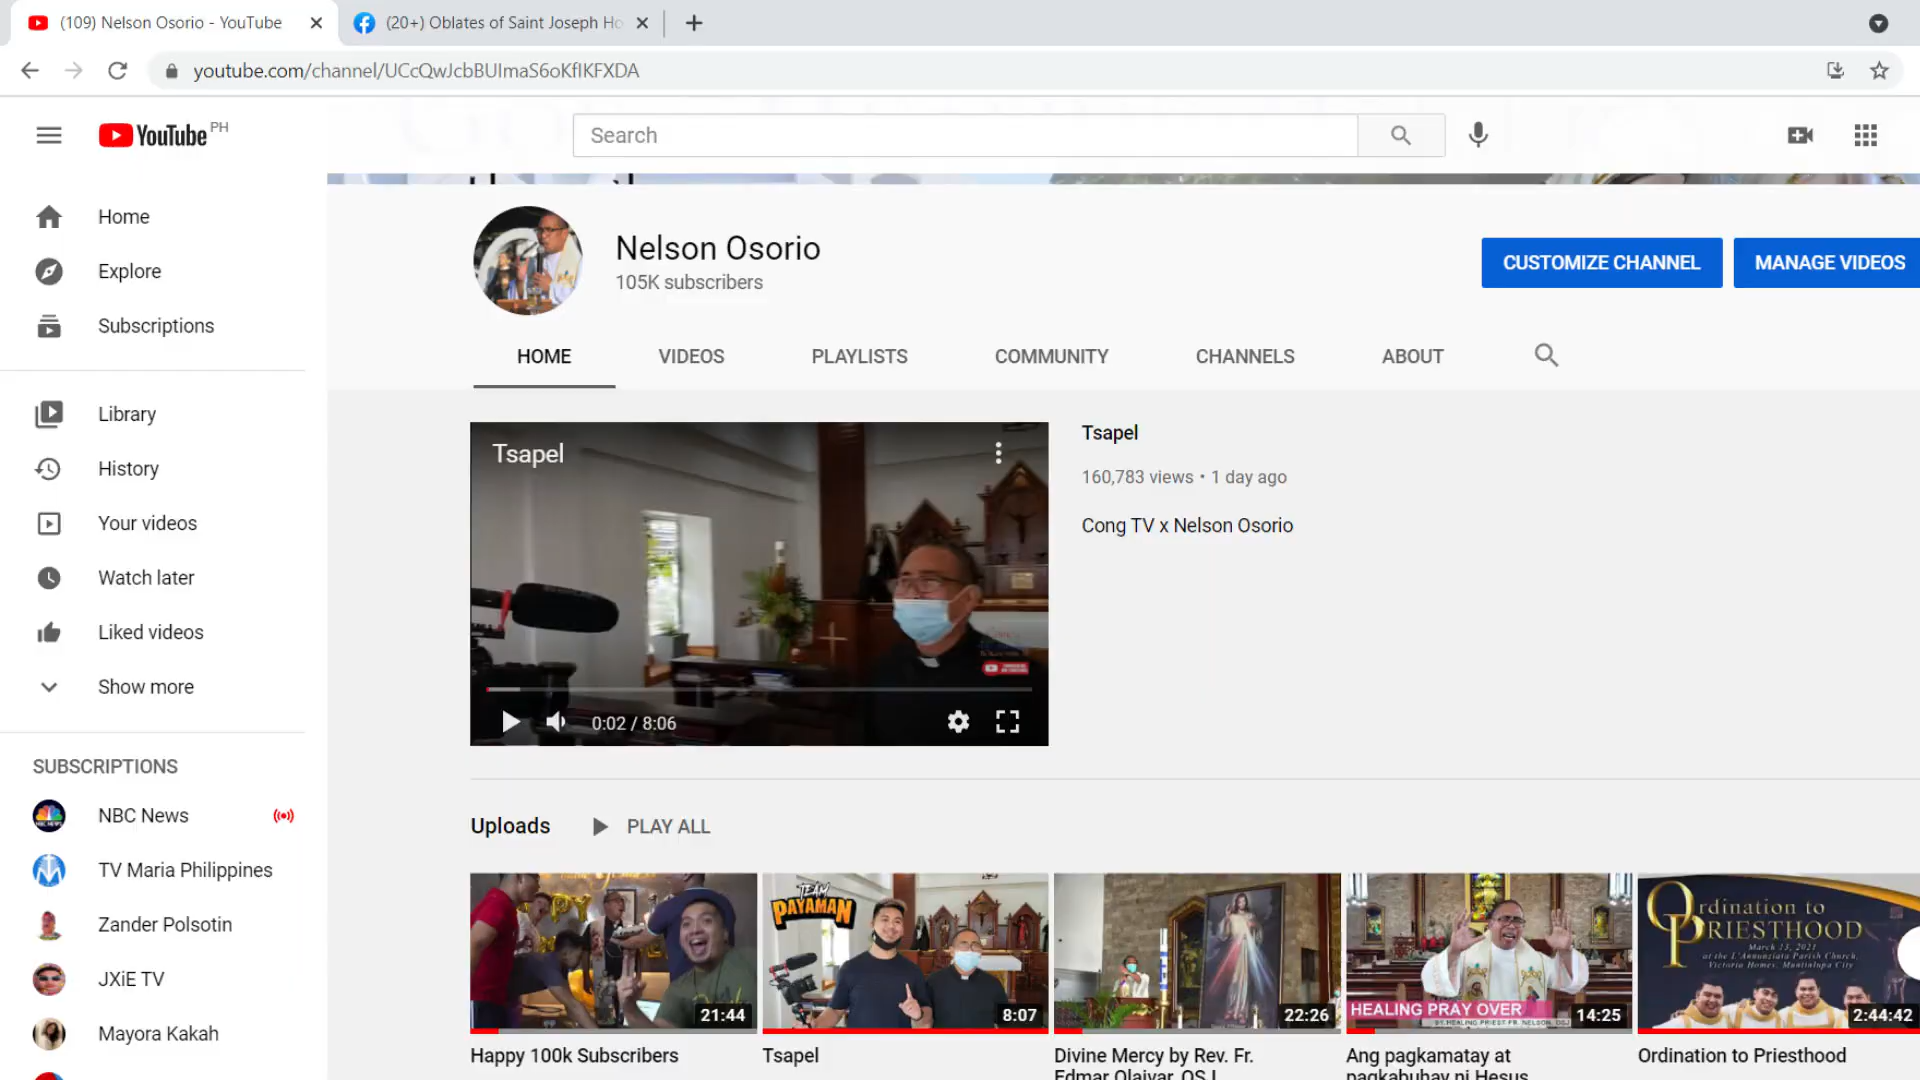 (109) Nelson Osorio - YouTube
(20+) Oblates of Saint Joseph Ho
youtube.com/channel/UCcQwJcbBUImaS6oKfIKFXDA
YouTube PH
Search
Home
Explore
Subscriptions
Library
History
Your videos
Watch later
Liked videos
Show more
SUBSCRIPTIONS
NBC News
TV Maria Philippines
Zander Polsotin
JXiE TV
Mayora Kakah
Nelson Osorio
105K subscribers
CUSTOMIZE CHANNEL
MANAGE VIDEOS
HOME
VIDEOS
PLAYLISTS
COMMUNITY
CHANNELS
ABOUT
Tsapel
0:02 / 8:06
Tsapel
160,783 views • 1 day ago
Cong TV x Nelson Osorio
Uploads
PLAY ALL
21:44
Happy 100k Subscribers
TEAM
PAYAMAN
8:07
Tsapel
22:26
Divine Mercy by Rev. Fr.
Edmar Olaivar, OSJ
HEALING PRAY OVER
BY: HEALING PRIEST FR. NELSON, OSJ
14:25
Ang pagkamatay at
pagkabuhay ni Hesus
Ordination to
PRIESTHOOD
March 13, 2021
at the L'Annunziata Parish Church,
Victoria Homes, Muntinlupa City
2:44:42
Ordination to Priesthood